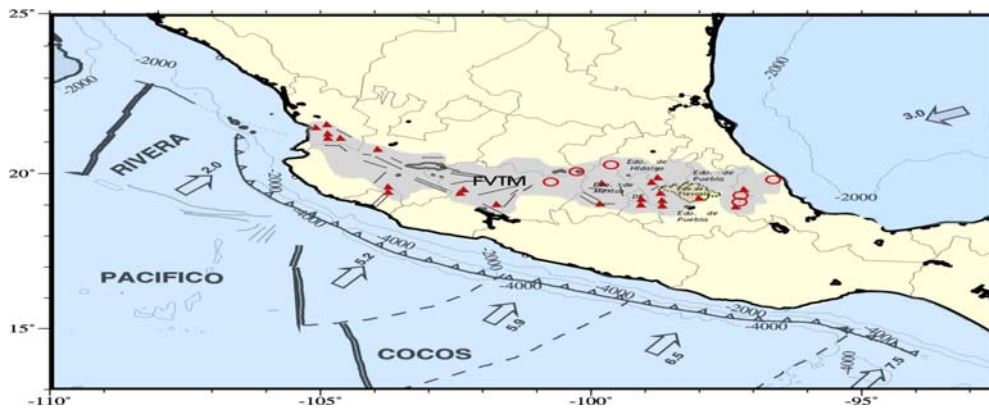 25°
-2000
-2000
-2000
-2000
3.0
RIVERA
2.0
20°
FVTM
Edo. de
Hidalgo
Edo. de
Puebla
Edo. de
México
Edo. de
Puebla
-2000
-4000
-2000
-4000
5.2
PACIFICO
-4000
-2000
-4000
-4000
15°
5.9
COCOS
6.5
4000
7.5
-110°
-105°
-100°
-95°